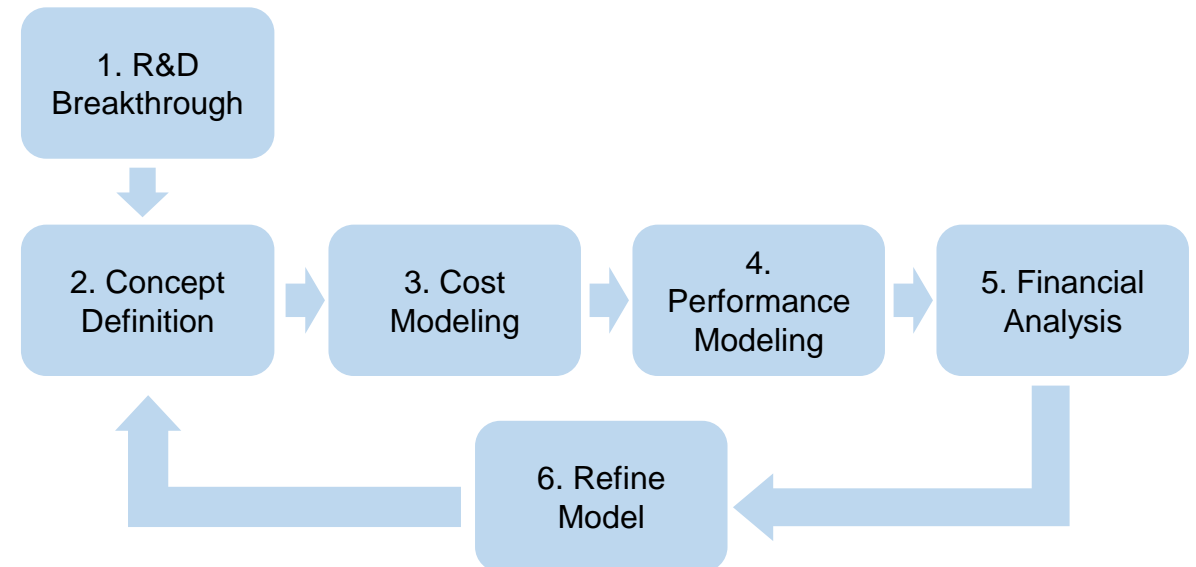 1. R&D
Breakthrough
2. Concept
Definition
3. Cost
Modeling
4.
Performance
Modeling
5. Financial
Analysis
6. Refine
Model